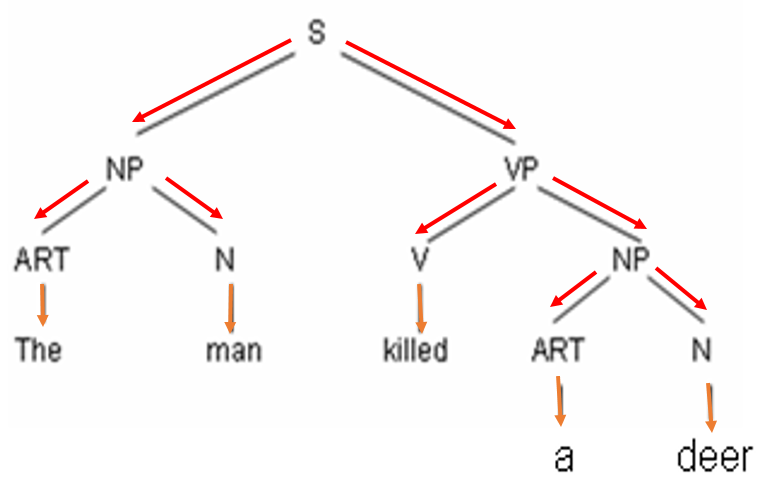 S
NP VP
ART N V NP
The man killed ART N
a deer